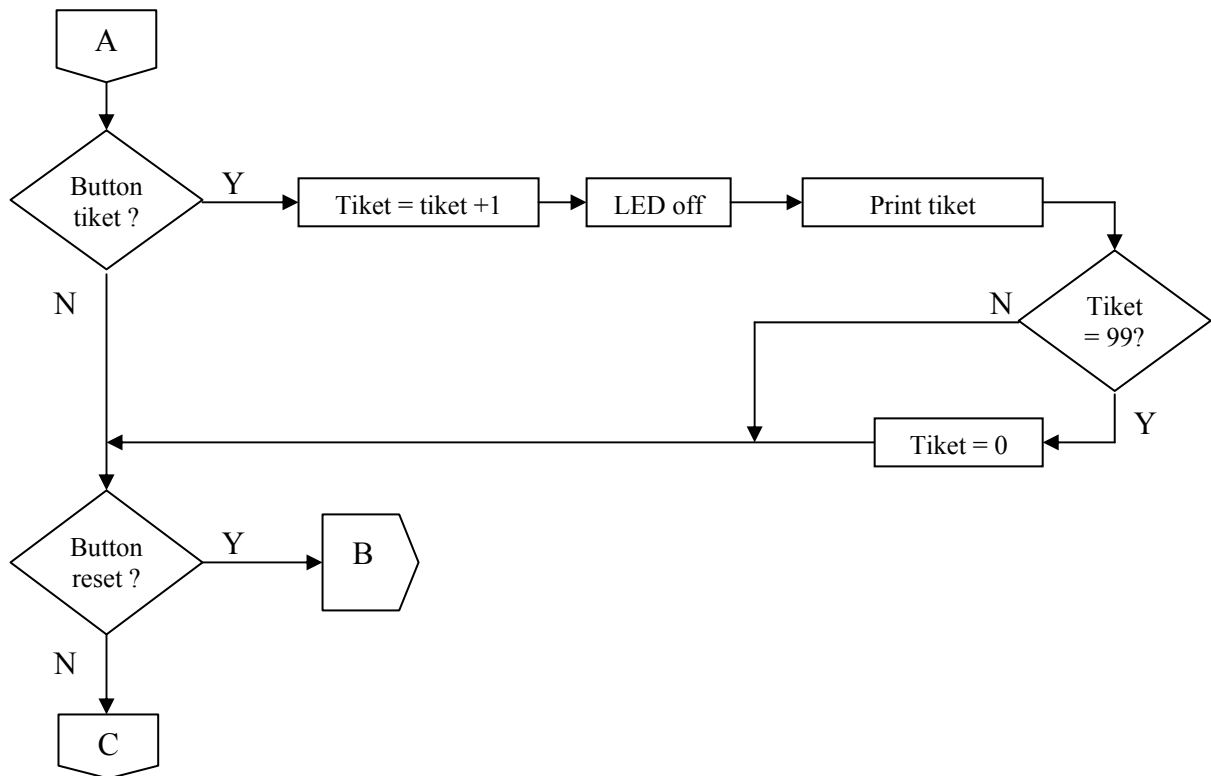 A
Button
tiket ?
Y
Tiket = tiket +1
LED off
Print tiket
N
N
Tiket
= 99?
Y
Tiket = 0
Button
reset ?
Y
B
N
C